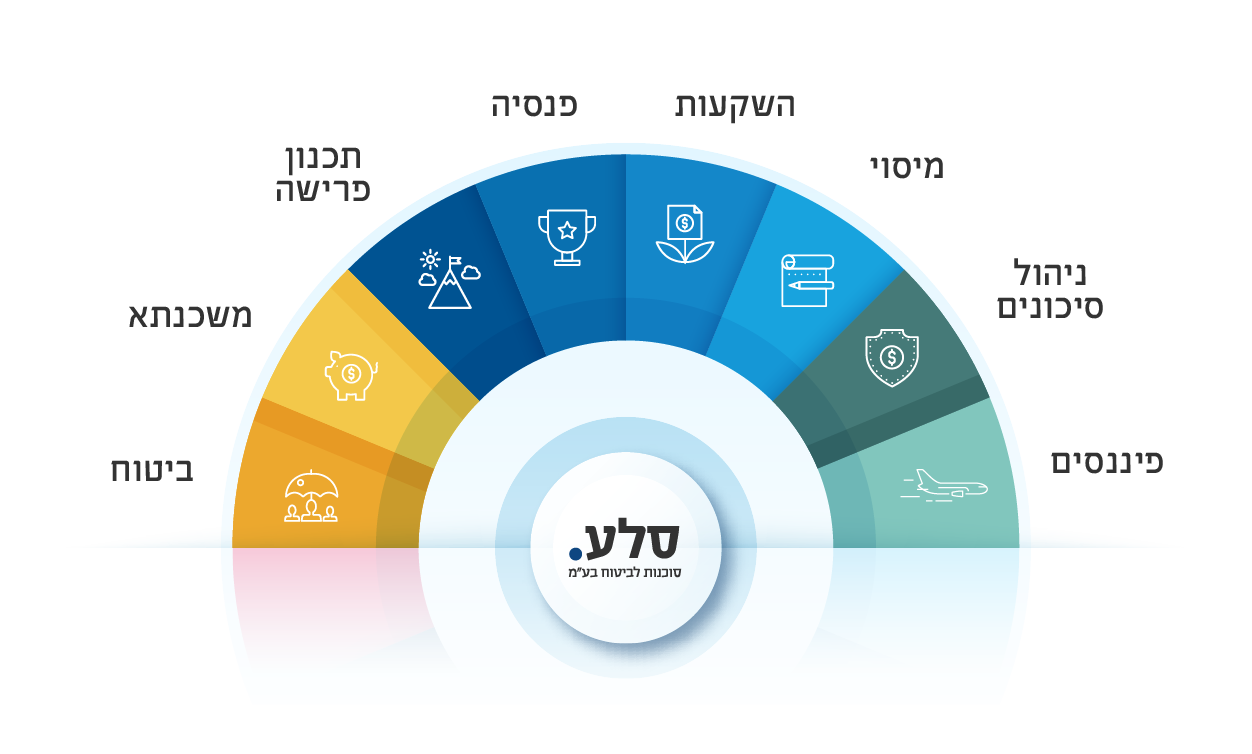 השקעות
פנסיה
מיסוי
תכנון
פרישה
ניהול
סיכונים
משכנתא
פיננסים
ביטוח
סלע.
סוכנות לביטוח בע״מ